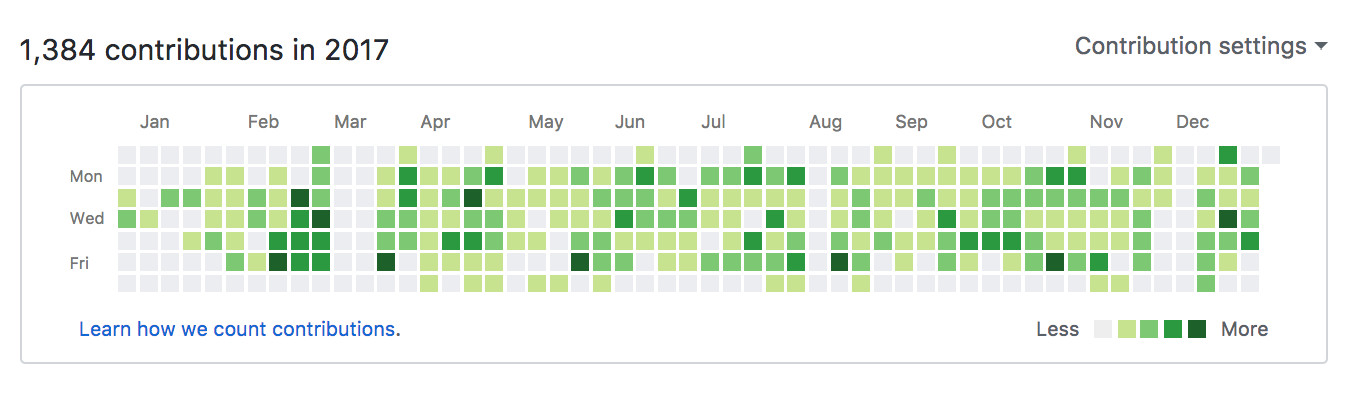 1,384 contributions in 2017
Contribution settings
Jan Feb Mar Apr May Jun Jul Aug Sep Oct Nov Dec
Mon
Wed
Fri
Learn how we count contributions.
Less More